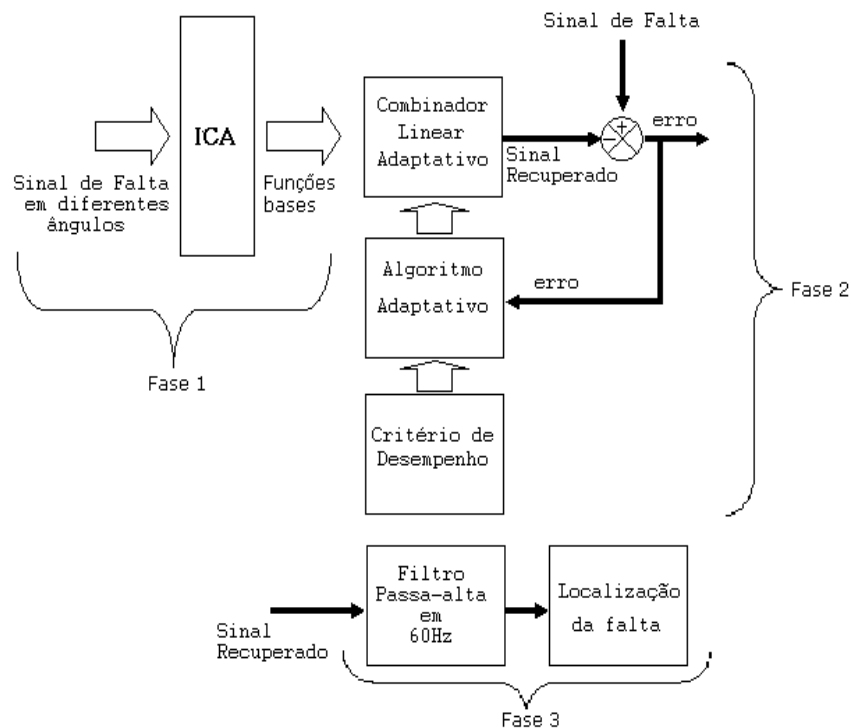 Sinal de Falta
ICA
Combinador
Linear
Adaptativo
+
−
erro
Sinal
Recuperado
Sinal de Falta
em diferentes
ângulos
Funções
bases
Algoritmo
Adaptativo
erro
Fase 2
Fase 1
Critério de
Desempenho
Filtro
Passa-alta
em
60Hz
Localização
da falta
Sinal
Recuperado
Fase 3